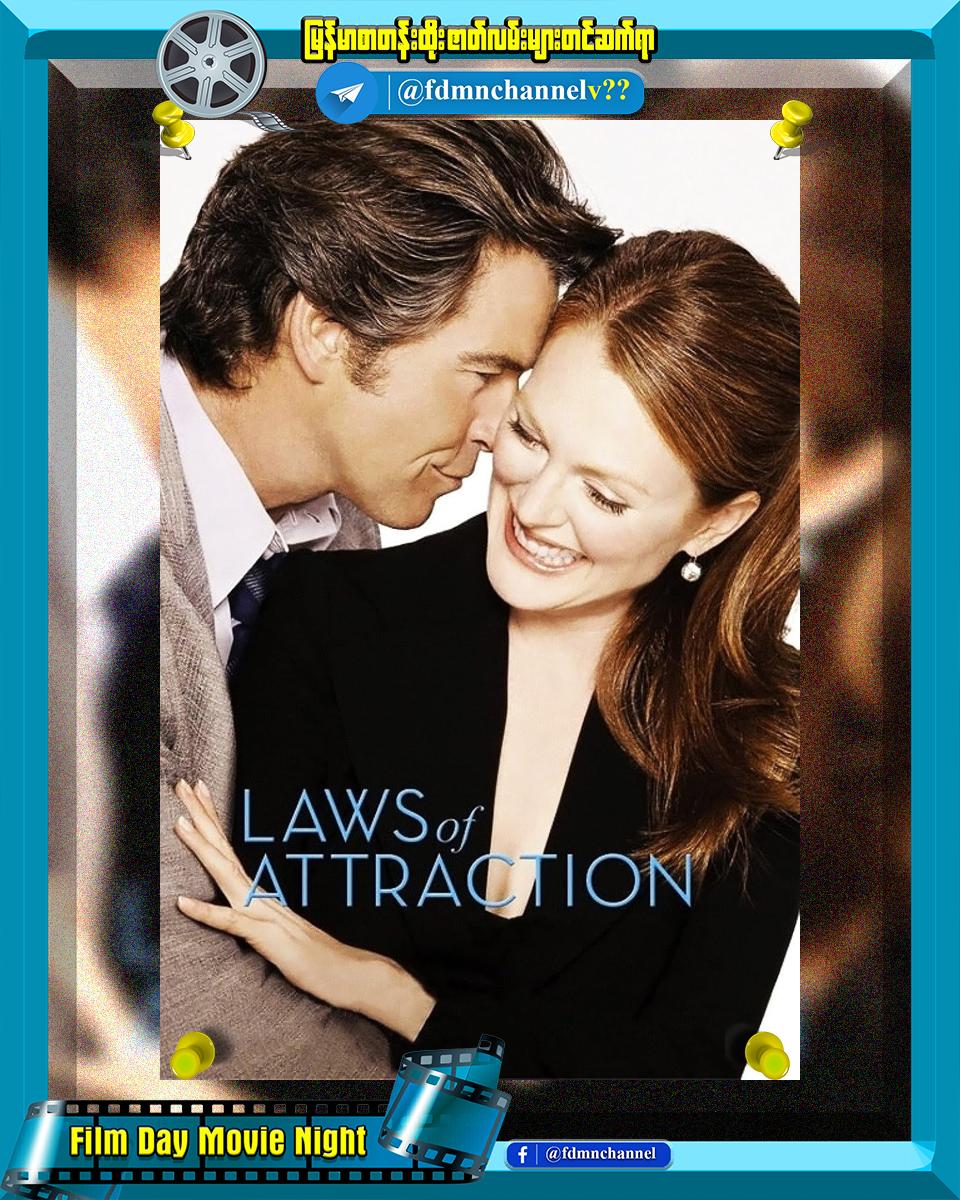 မြန်မာစာတန်းထိုးဇာတ်လမ်းများတင်ဆက်ရာ
@fdmnchannelv??
LAWS of
ATTRACTION
Film Day Movie Night
f @fdmnchannel